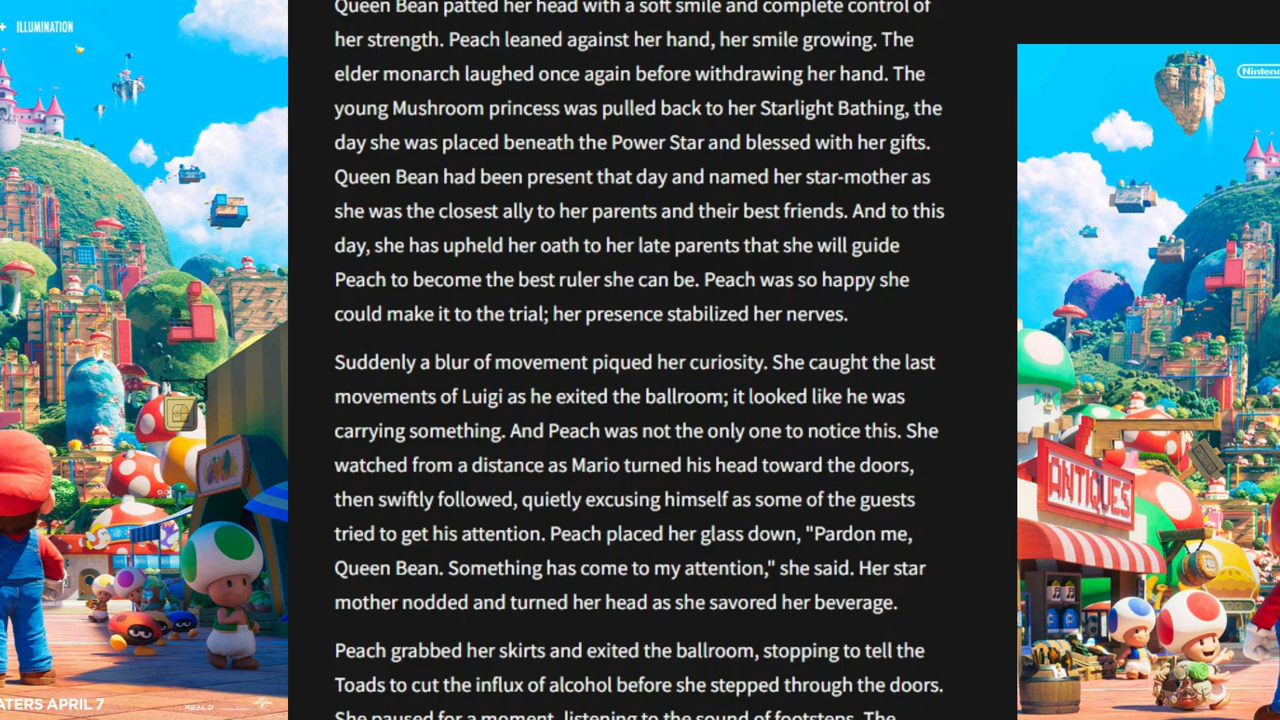 ILLUMINATION
Queen Bean patted her head with a soft smile and complete control of
her strength. Peach leaned against her hand, her smile growing. The
elder monarch laughed once again before withdrawing her hand. The
young Mushroom princess was pulled back to her Starlight Bathing, the
day she was placed beneath the Power Star and blessed with her gifts.
Queen Bean had been present that day and named her star-mother as
she was the closest ally to her parents and their best friends. And to this
day, she has upheld her oath to her late parents that she will guide
Peach to become the best ruler she can be. Peach was so happy she
could make it to the trial; her presence stabilized her nerves.
Suddenly a blur of movement piqued her curiosity. She caught the last
movements of Luigi as he exited the ballroom; it looked like he was
carrying something. And Peach was not the only one to notice this. She
watched from a distance as Mario turned his head toward the doors,
then swiftly followed, quietly excusing himself as some of the guests
tried to get his attention. Peach placed her glass down, "Pardon me,
Queen Bean. Something has come to my attention," she said. Her star
mother nodded and turned her head as she savored her beverage.
Peach grabbed her skirts and exited the ballroom, stopping to tell the
Toads to cut the influx of alcohol before she stepped through the doors.
She paused for a moment, listening to the sound of footsteps. The
ATERS APRIL 7
REALD
Ninten
ANTIQUES